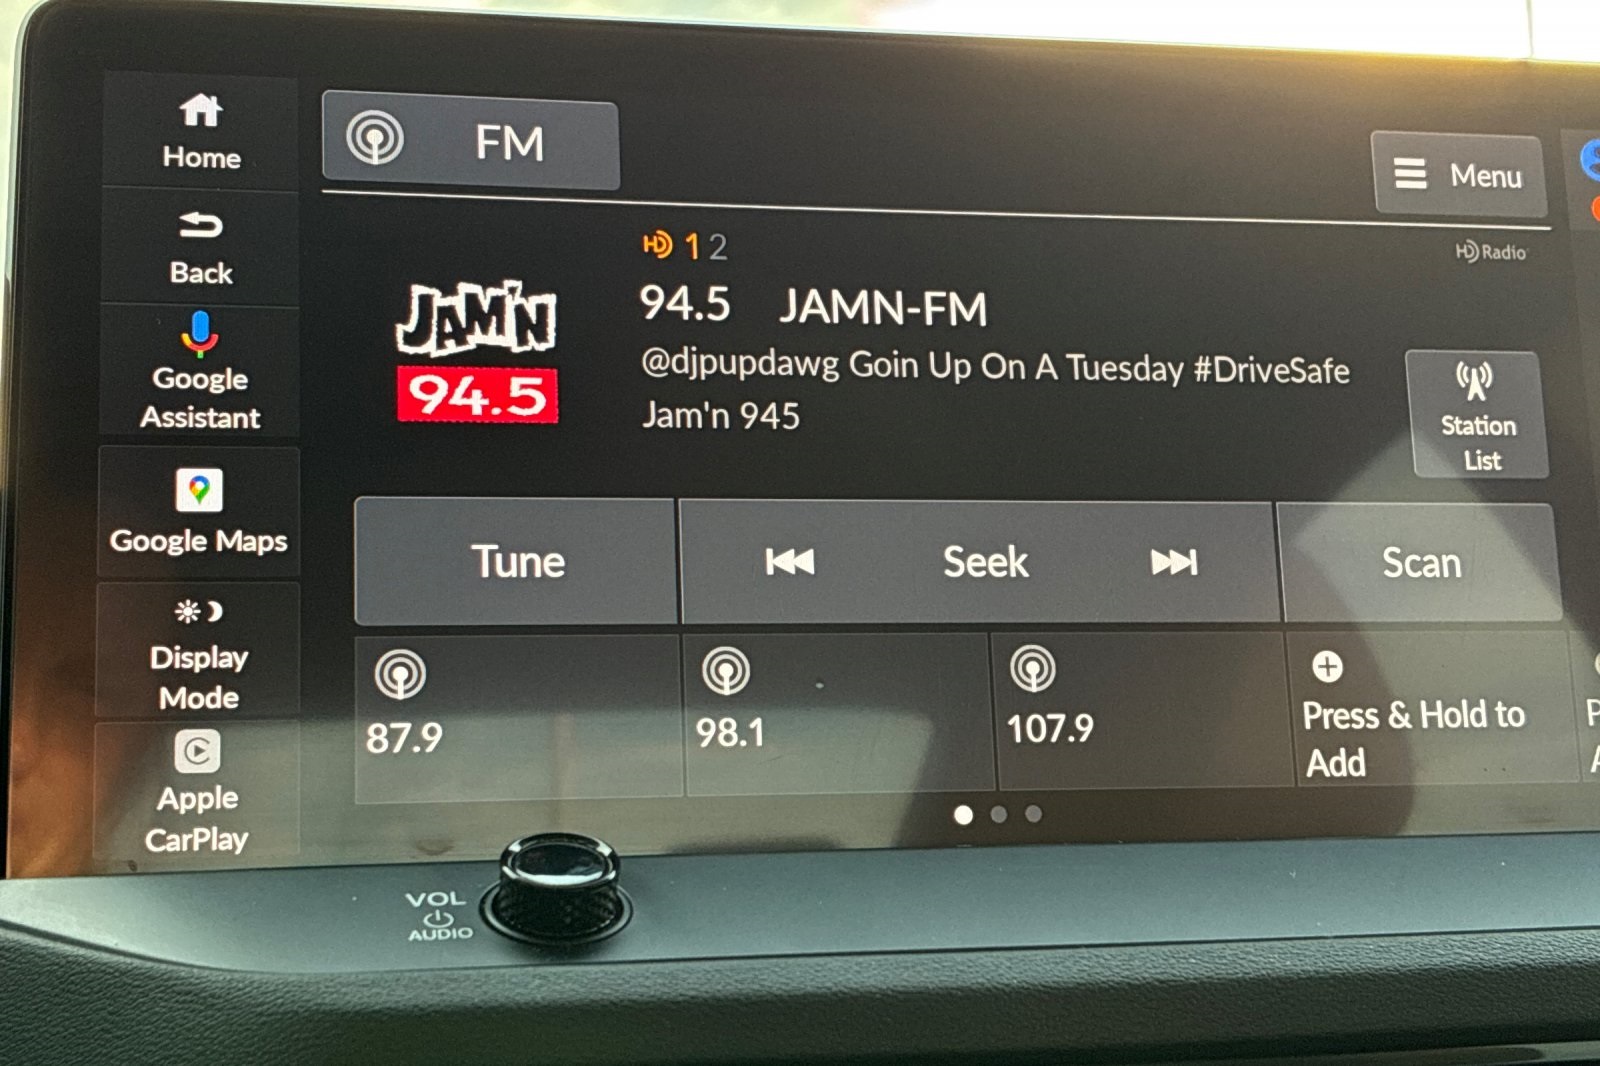 Home
FM
Menu
Back
HD 1 2
HD Radio
JAM'N
94.5
94.5 JAMN-FM
@djpupdawg Goin Up On A Tuesday #DriveSafe
Jam'n 945
Google
Assistant
Station
List
Google Maps
Tune
Seek
Scan
Display
Mode
87.9
98.1
107.9
Press & Hold to
Add
Apple
CarPlay
VOL
AUDIO